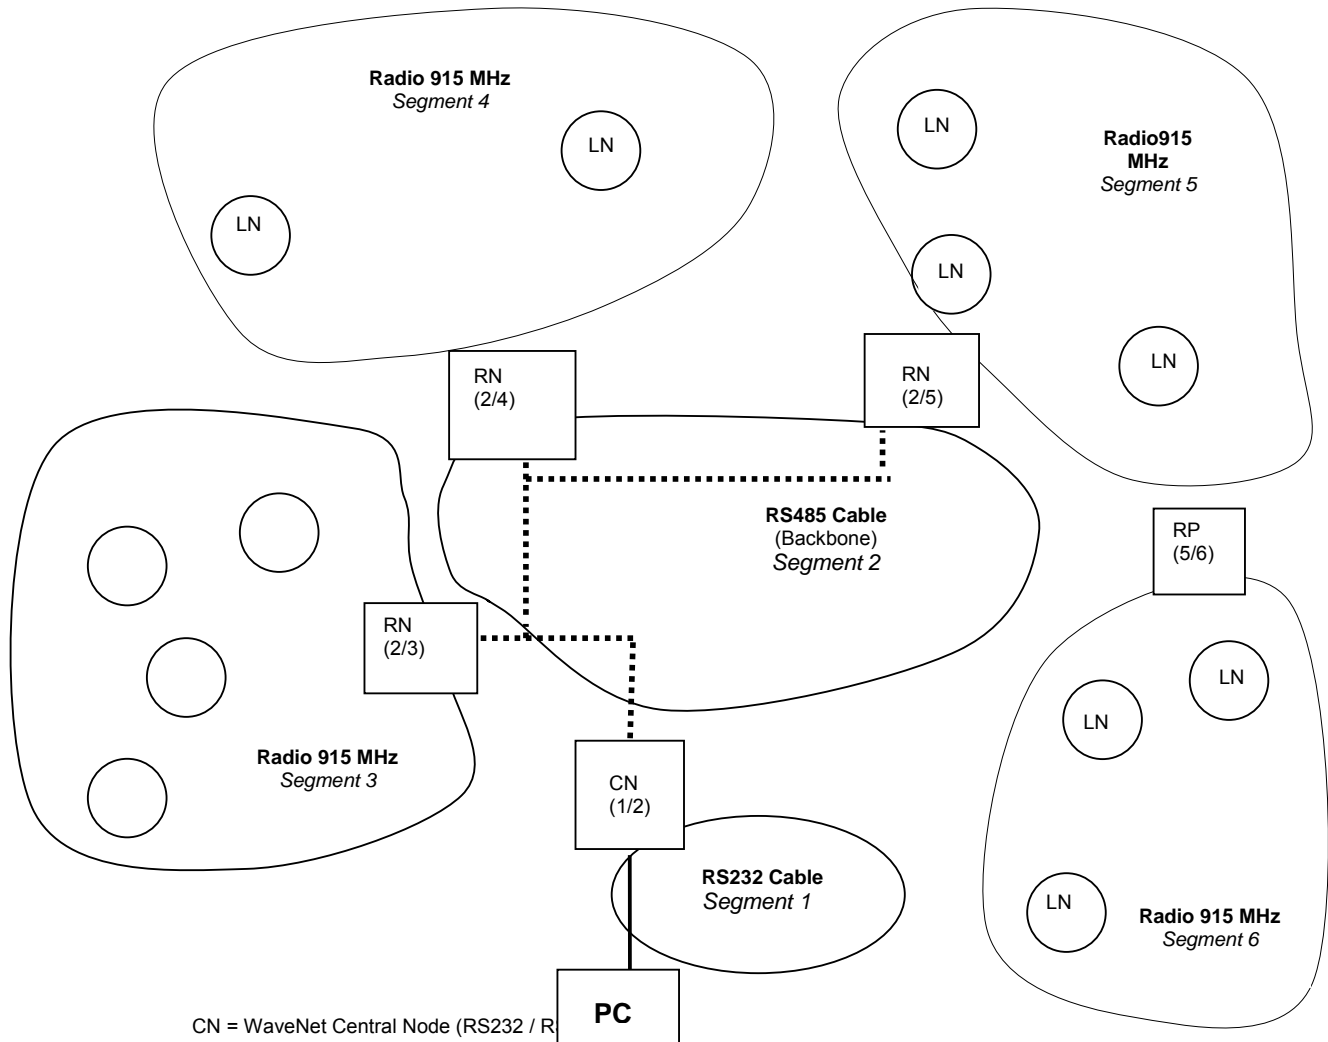 Radio 915 MHz
Segment 4
LN
LN
LN
Radio915
MHz
Segment 5
LN
LN
RN
(2/4)
RN
(2/5)
RS485 Cable
(Backbone)
Segment 2
RP
(5/6)
RN
(2/3)
LN
LN
Radio 915 MHz
Segment 3
CN
(1/2)
RS232 Cable
Segment 1
LN
Radio 915 MHz
Segment 6
PC
CN = WaveNet Central Node (RS232 /